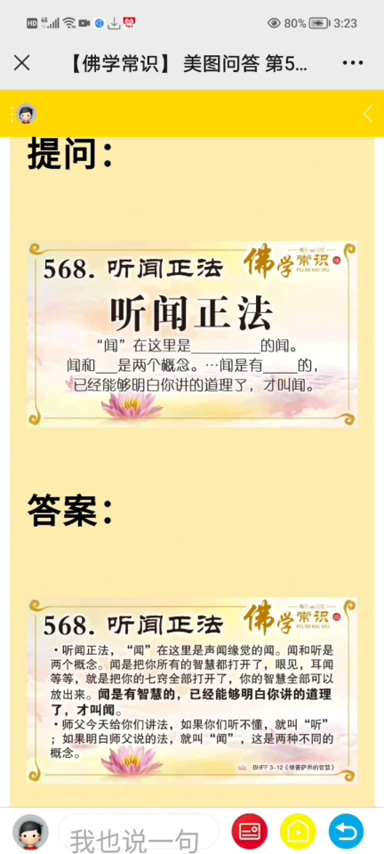 HD 4G 80% 3:23
【佛学常识】 美图问答 第5...
提问：
568. 听闻正法
佛学常识
听闻正法
“闻”在这里是________的闻。
闻和___是两个概念。…闻是有_____的，
已经能够明白你讲的道理了，才叫闻。
答案：
568. 听闻正法
佛学常识
・听闻正法，“闻”在这里是声闻缘觉的闻。闻和听是
两个概念。闻是把你所有的智慧都打开了，眼见，耳闻
等等，就是把你的七窍全部打开了，你的智慧全部可以
放出来。闻是有智慧的，已经能够明白你讲的道理
了，才叫闻。
・师父今天给你们讲法，如果你们听不懂，就叫“听”
；如果明白师父说的法，就叫“闻”，这是两种不同的
概念。
BHFF 3-12《修菩萨界的智慧》
我也说一句